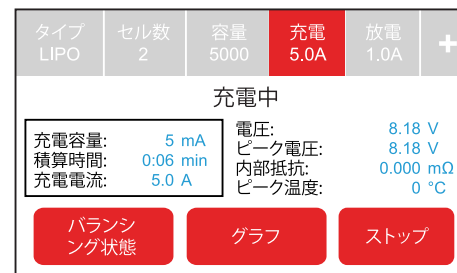 タイプ セル数 容量 充電 放電
LIPO 2 5000 5.0A 1.0A +
充電中
充電容量: 5 mA
積算時間: 0:06 min
充電電流: 5.0 A
電圧: 8.18 V
ピーク電圧: 8.18 V
内部抵抗: 0.000 mΩ
ピーク温度: 0 °C
バランシ
ング状態
グラフ
ストップ